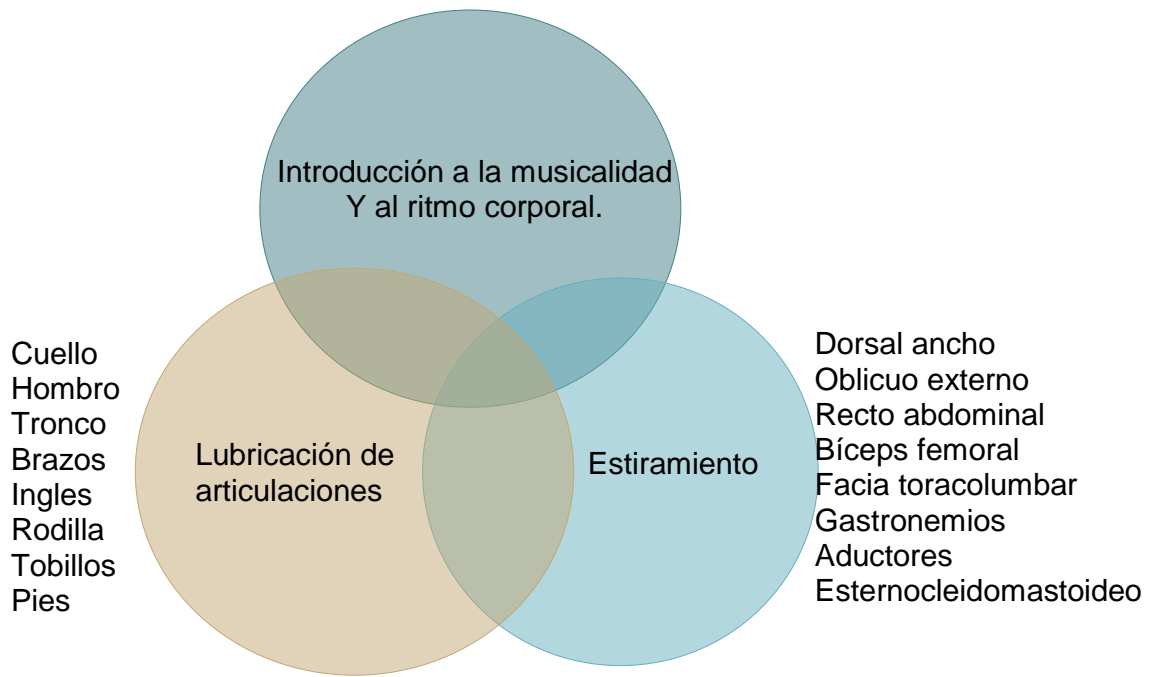 Introducción a la musicalidad
Y al ritmo corporal.
Cuello
Hombro
Tronco
Brazos
Ingles
Rodilla
Tobillos
Pies
Lubricación de
articulaciones
Estiramiento
Dorsal ancho
Oblicuo externo
Recto abdominal
Bíceps femoral
Facia toracolumbar
Gastronemios
Aductores
Esternocleidomastoideo